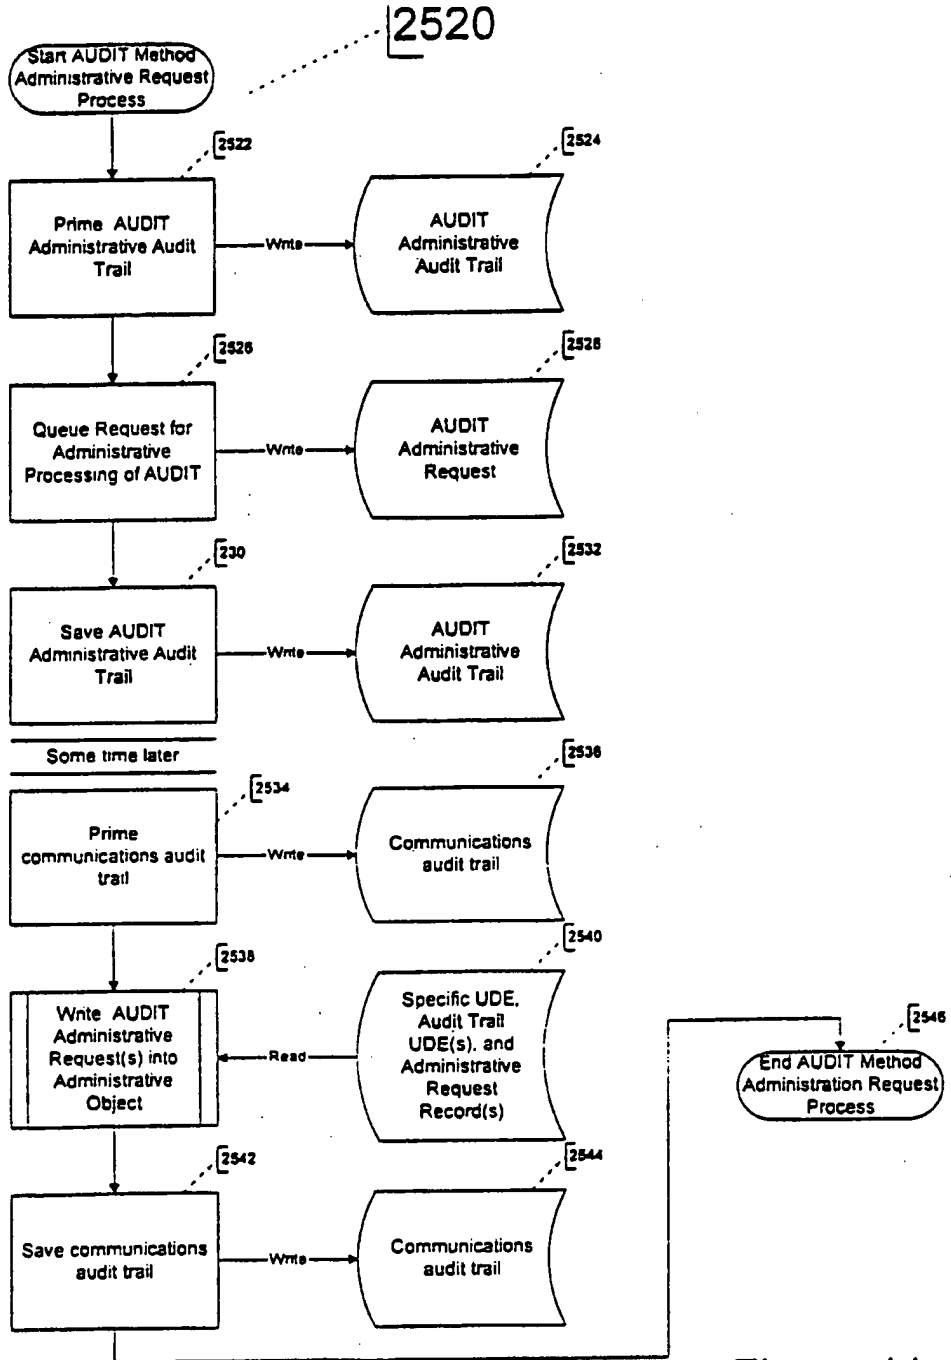 2520
Start AUDIT Method
Administrative Request
Process
2522
Prime AUDIT
Administrative Audit
Trail
Write
2524
AUDIT
Administrative
Audit Trail
2526
Queue Request for
Administrative
Processing of AUDIT
Write
2528
AUDIT
Administrative
Request
230
Save AUDIT
Administrative Audit
Trail
Write
2532
AUDIT
Administrative
Audit Trail
Some time later
2534
Prime
communications audit
trail
Write
2536
Communications
audit trail
2538
Write AUDIT
Administrative
Request(s) into
Administrative
Object
Read
2540
Specific UDE,
Audit Trail
UDE(s), and
Administrative
Request
Record(s)
2542
Save communications
audit trail
Write
2544
Communications
audit trail
2546
End AUDIT Method
Administration Request
Process